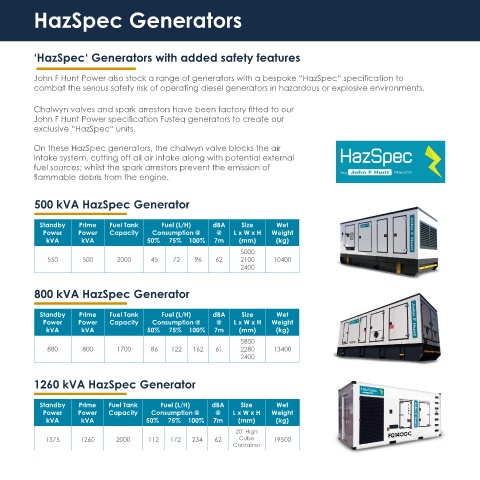 HazSpec Generators
‘HazSpec‘ Generators with added safety features
John F Hunt Power also stock a range of generators with a bespoke “HazSpec” specification to
combat the serious safety risk of operating diesel generators in hazardous or explosive environments.
Chalwyn valves and spark arrestors have been factory fitted to our
John F Hunt Power specification Fusteq generators to create our
exclusive “HazSpec” units.
On these HazSpec generators, the chalwyn valve blocks the air
intake system, cutting off all air intake along with potential external
fuel sources; whilst the spark arrestors prevent the emission of
flammable debris from the engine.
HazSpec
by John F Hunt POWER
500 kVA HazSpec Generator
Standby Prime Fuel Tank Fuel (L/H) dBA Size Wet
Power Power Capacity Consumption @ @ L x W x H Weight
kVA kVA 50% 75% 100% 7m (mm) (kg)
5000
550 500 2000 45 72 96 62 2100 10400
2400
800 kVA HazSpec Generator
Standby Prime Fuel Tank Fuel (L/H) dBA Size Wet
Power Power Capacity Consumption @ @ L x W x H Weight
kVA kVA 50% 75% 100% 7m (mm) (kg)
5850
880 800 1700 86 122 162 61 2280 13400
2400
1260 kVA HazSpec Generator
Standby Prime Fuel Tank Fuel (L/H) dBA Size Wet
Power Power Capacity Consumption @ @ L x W x H Weight
kVA kVA 50% 75% 100% 7m (mm) (kg)
20' High
1375 1260 2000 112 172 234 62 Cube 19500
Container